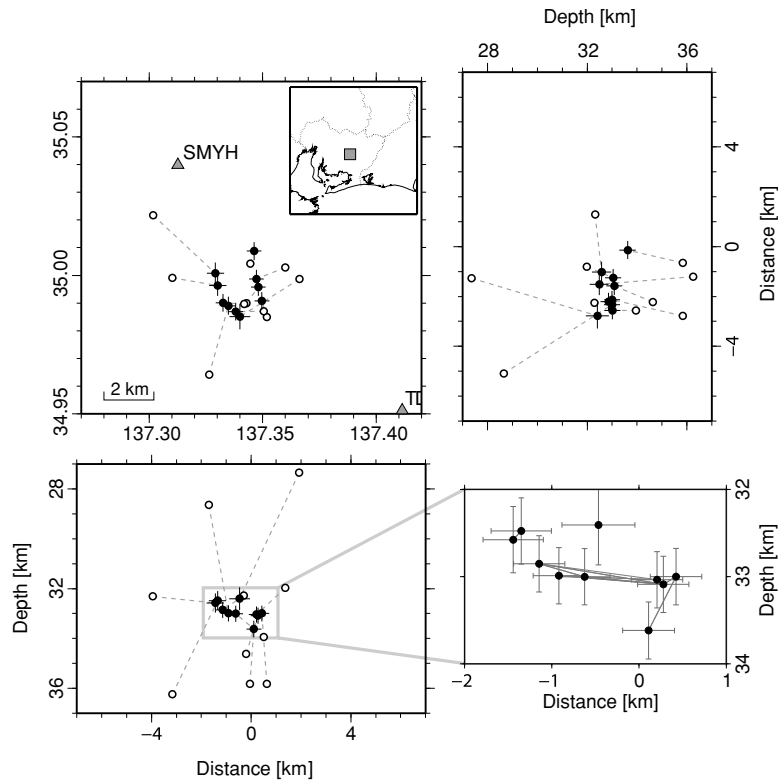 Depth [km]
28 32 36
35.05
35.00
34.95
SMYH
2 km
137.30 137.35 137.40
4
0
−4
Distance [km]
28
32
36
Depth [km]
−4 0 4
Distance [km]
32
33
34
Depth [km]
−2 −1 0 1
Distance [km]